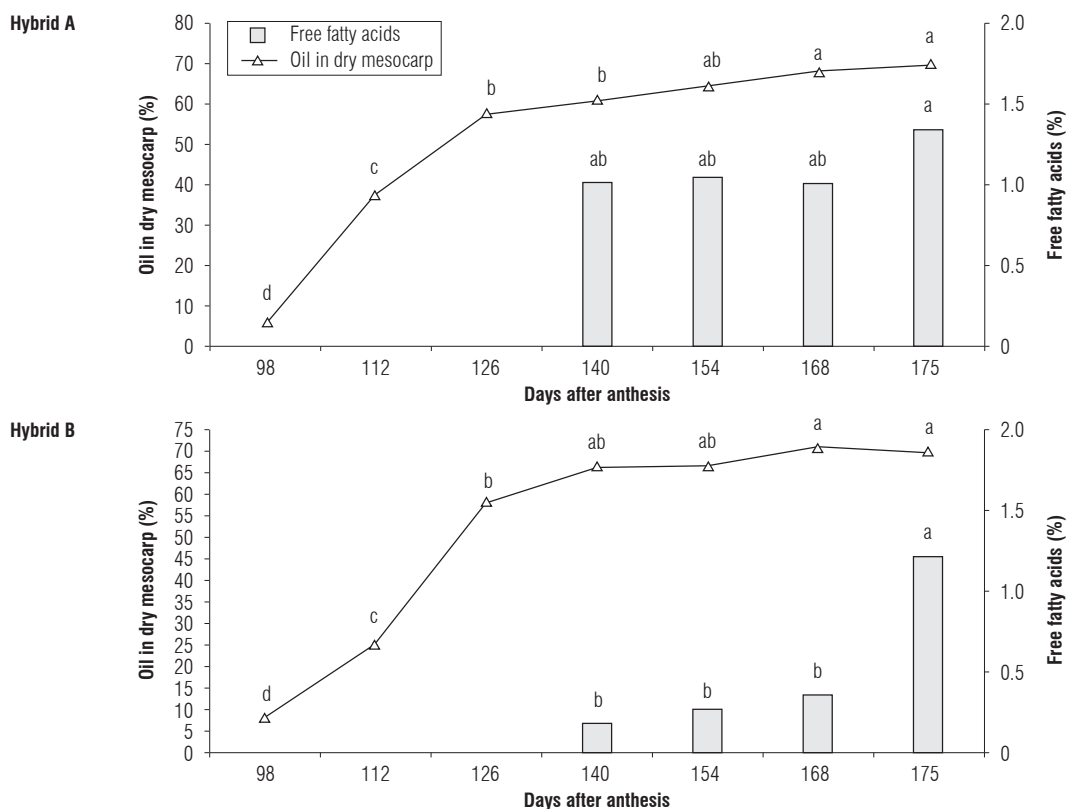 Hybrid A
Free fatty acids
Oil in dry mesocarp
Oil in dry mesocarp (%)
Free fatty acids (%)
80
70
60
50
40
30
20
10
0
2.0
1.5
1.0
0.5
0
d
c
b
b
ab
a
a
ab
ab
ab
a
98 112 126 140 154 168 175
Days after anthesis
Hybrid B
Oil in dry mesocarp (%)
Free fatty acids (%)
75
70
65
60
55
50
45
40
35
30
25
20
15
10
5
0
2.0
1.5
1.0
0.5
0
d
c
b
ab
ab
a
a
b
b
b
a
98 112 126 140 154 168 175
Days after anthesis